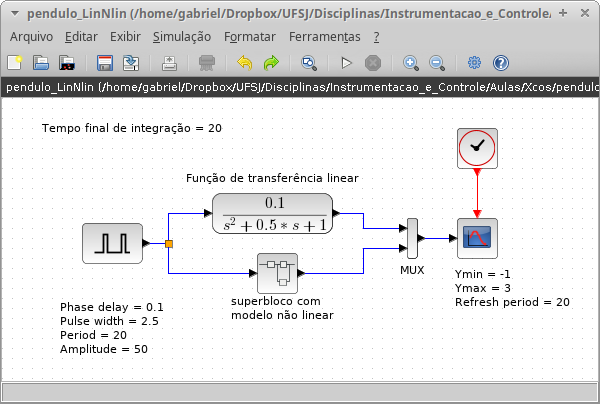 pendulo_LinNlin (/home/gabriel/Dropbox/UFSJ/Disciplinas/Instrumentacao_e_Controle/
Arquivo Editar Exibir Simulação Formatar Ferramentas ?
pendulo_LinNlin (/home/gabriel/Dropbox/UFSJ/Disciplinas/Instrumentacao_e_Controle/Aulas/Xcos/pendulo
Tempo final de integração = 20
Função de transferência linear
0.1
s^2 + 0.5 * s + 1
MUX
superbloco com
modelo não linear
Ymin = -1
Ymax = 3
Refresh period = 20
Phase delay = 0.1
Pulse width = 2.5
Period = 20
Amplitude = 50